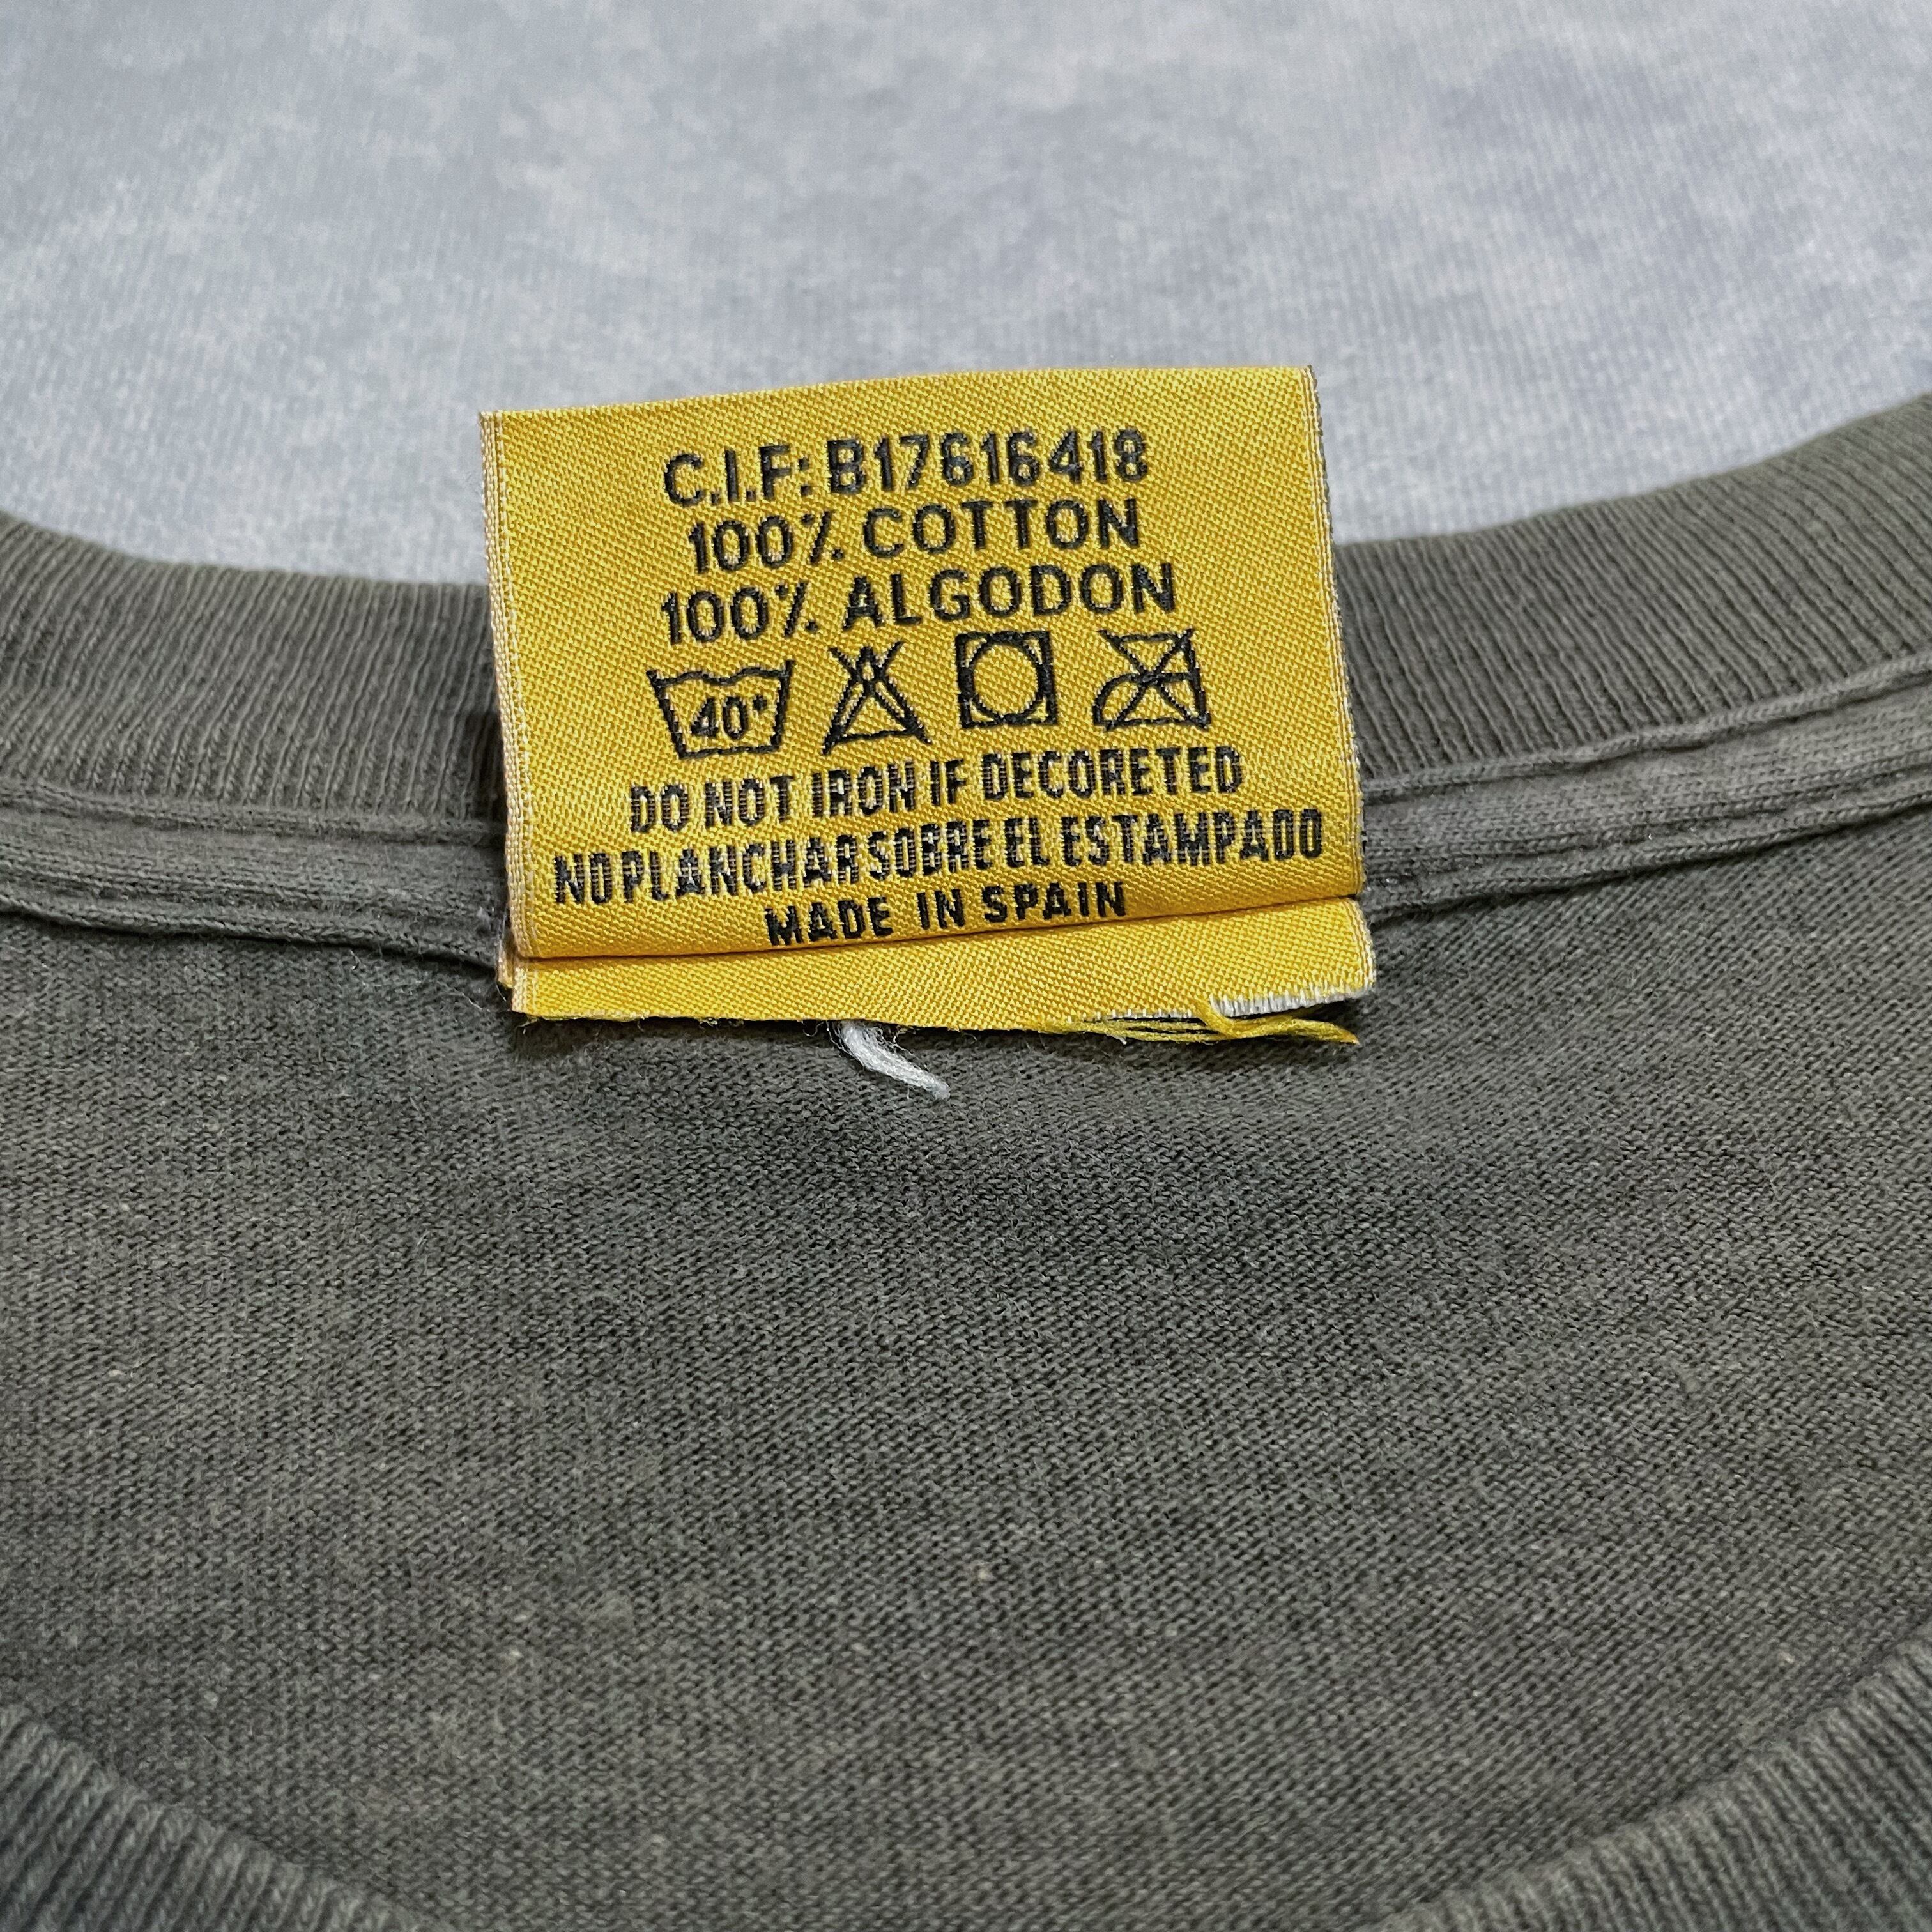 C.I.F: B17616418
100% COTTON
100% ALGODON
40°
DO NOT IRON IF DECORETED
NO PLANCHAR SOBRE EL ESTAMPADO
MADE IN SPAIN